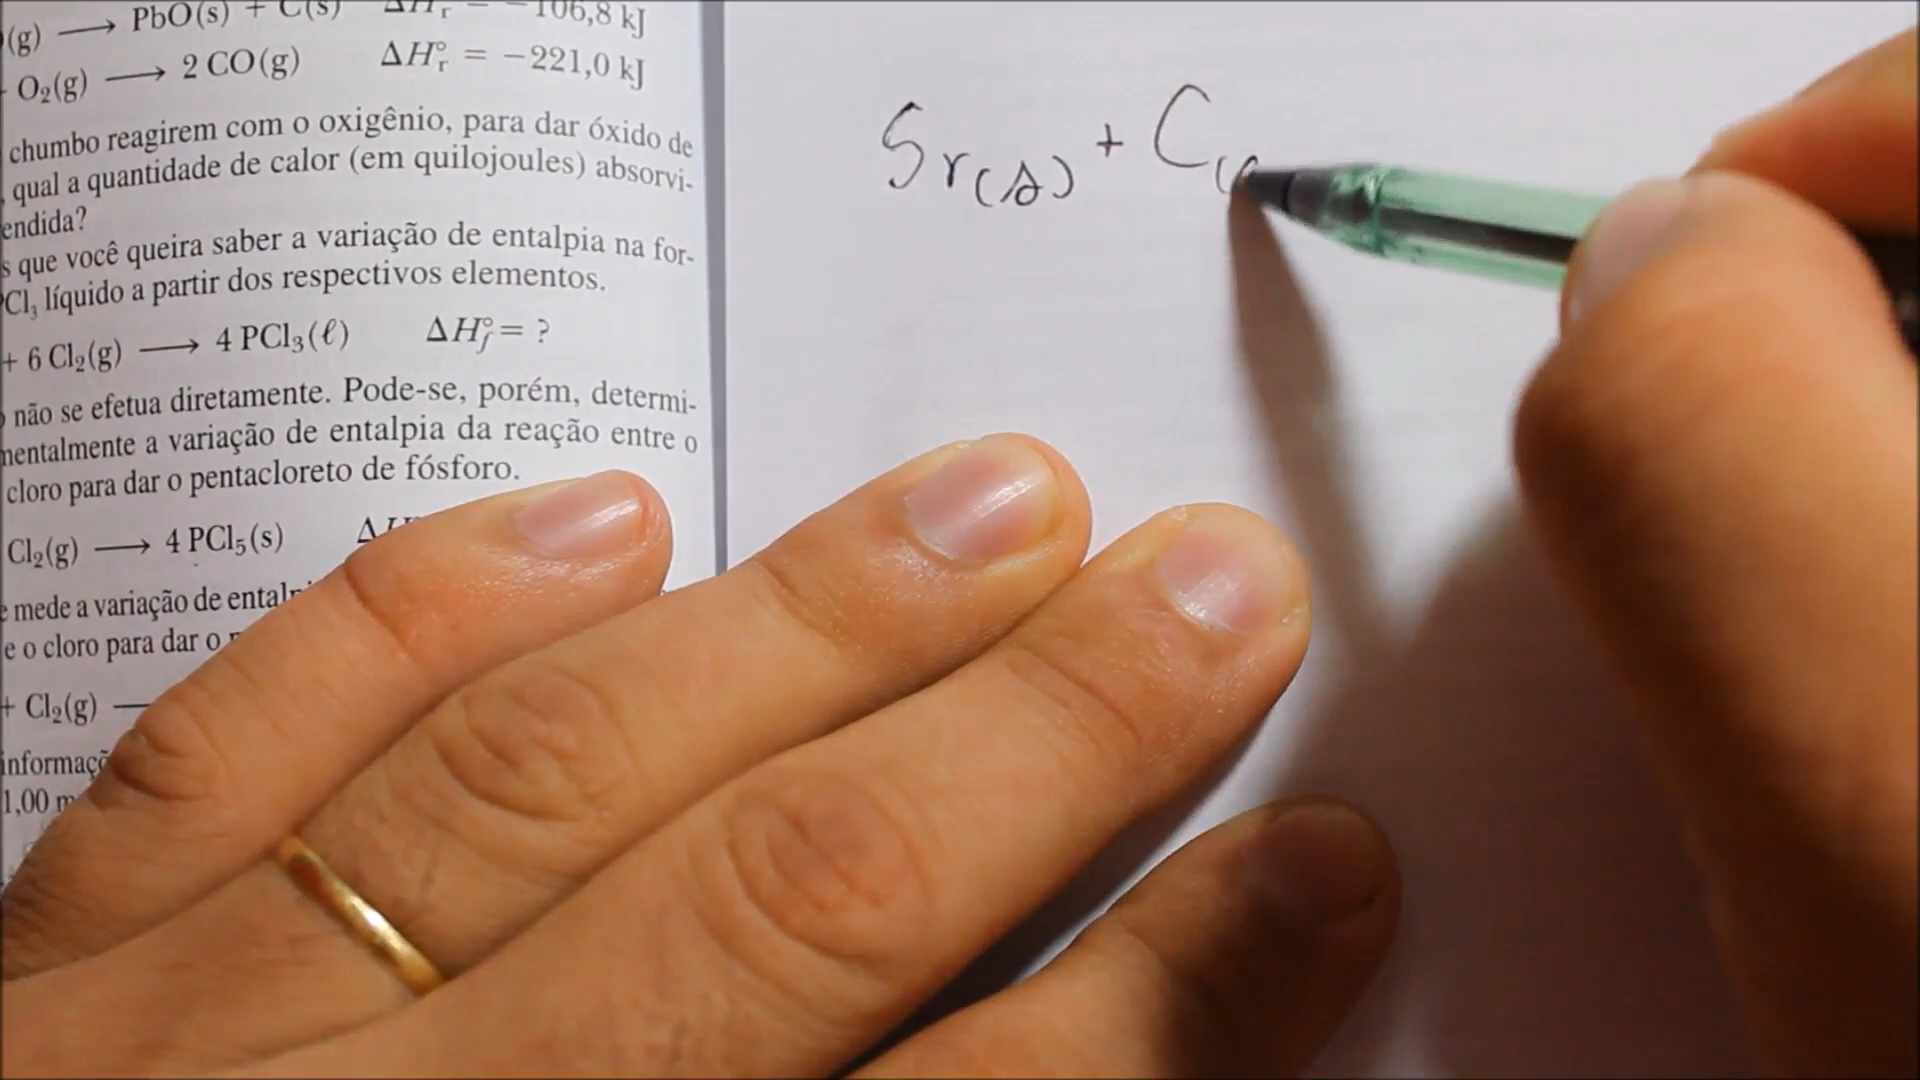 (g) ⟶ PbO(s) + C(s) ΔH°r = −106,8 kJ
O₂(g) ⟶ 2 CO(g) ΔH°r = −221,0 kJ
chumbo reagirem com o oxigênio, para dar óxido de
, qual a quantidade de calor (em quilojoules) absorvi-
endida?
s que você queira saber a variação de entalpia na for-
Cl₃ líquido a partir dos respectivos elementos.
+ 6 Cl₂(g) ⟶ 4 PCl₃(ℓ) ΔH°f = ?
não se efetua diretamente. Pode-se, porém, determi-
mentalmente a variação de entalpia da reação entre o
cloro para dar o pentacloreto de fósforo.
Cl₂(g) ⟶ 4 PCl₅(s)
e mede a variação de
e o cloro para dar o
+ Cl₂(g)
1,00
Sr(s) + C